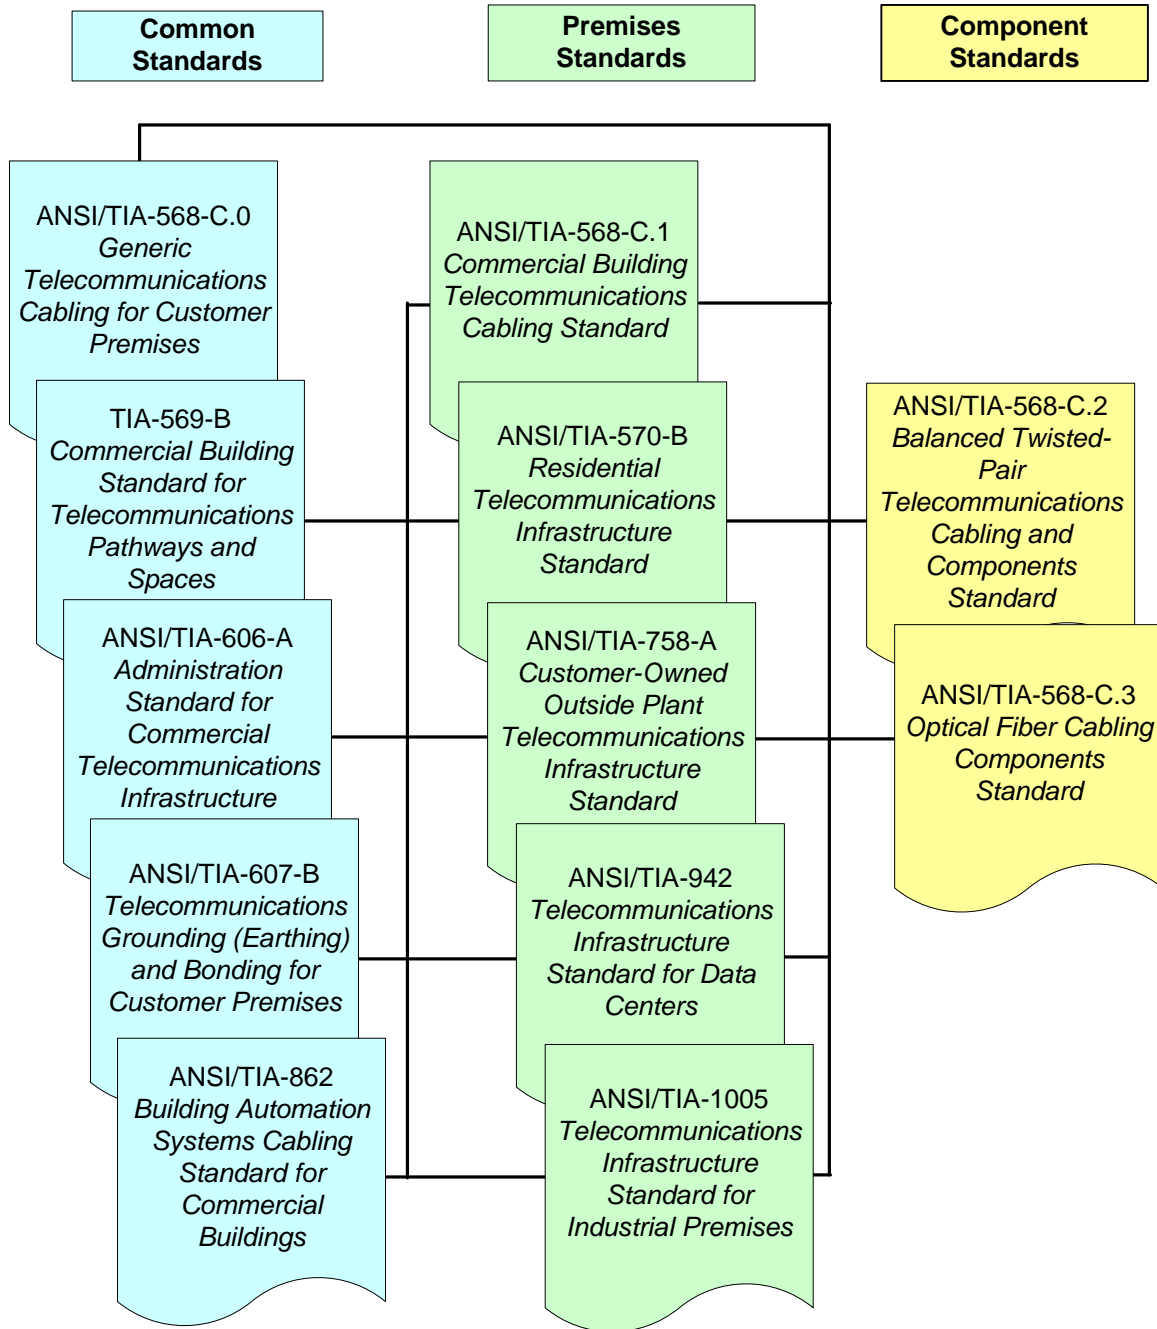 Common
Standards
Premises
Standards
Component
Standards
ANSI/TIA-568-C.0
Generic
Telecommunications
Cabling for Customer
Premises
TIA-569-B
Commercial Building
Standard for
Telecommunications
Pathways and
Spaces
ANSI/TIA-606-A
Administration
Standard for
Commercial
Telecommunications
Infrastructure
ANSI/TIA-607-B
Telecommunications
Grounding (Earthing)
and Bonding for
Customer Premises
ANSI/TIA-862
Building Automation
Systems Cabling
Standard for
Commercial
Buildings
ANSI/TIA-568-C.1
Commercial Building
Telecommunications
Cabling Standard
ANSI/TIA-570-B
Residential
Telecommunications
Infrastructure
Standard
ANSI/TIA-758-A
Customer-Owned
Outside Plant
Telecommunications
Infrastructure
Standard
ANSI/TIA-942
Telecommunications
Infrastructure
Standard for Data
Centers
ANSI/TIA-1005
Telecommunications
Infrastructure
Standard for
Industrial Premises
ANSI/TIA-568-C.2
Balanced Twisted-
Pair
Telecommunications
Cabling and
Components
Standard
ANSI/TIA-568-C.3
Optical Fiber Cabling
Components
Standard